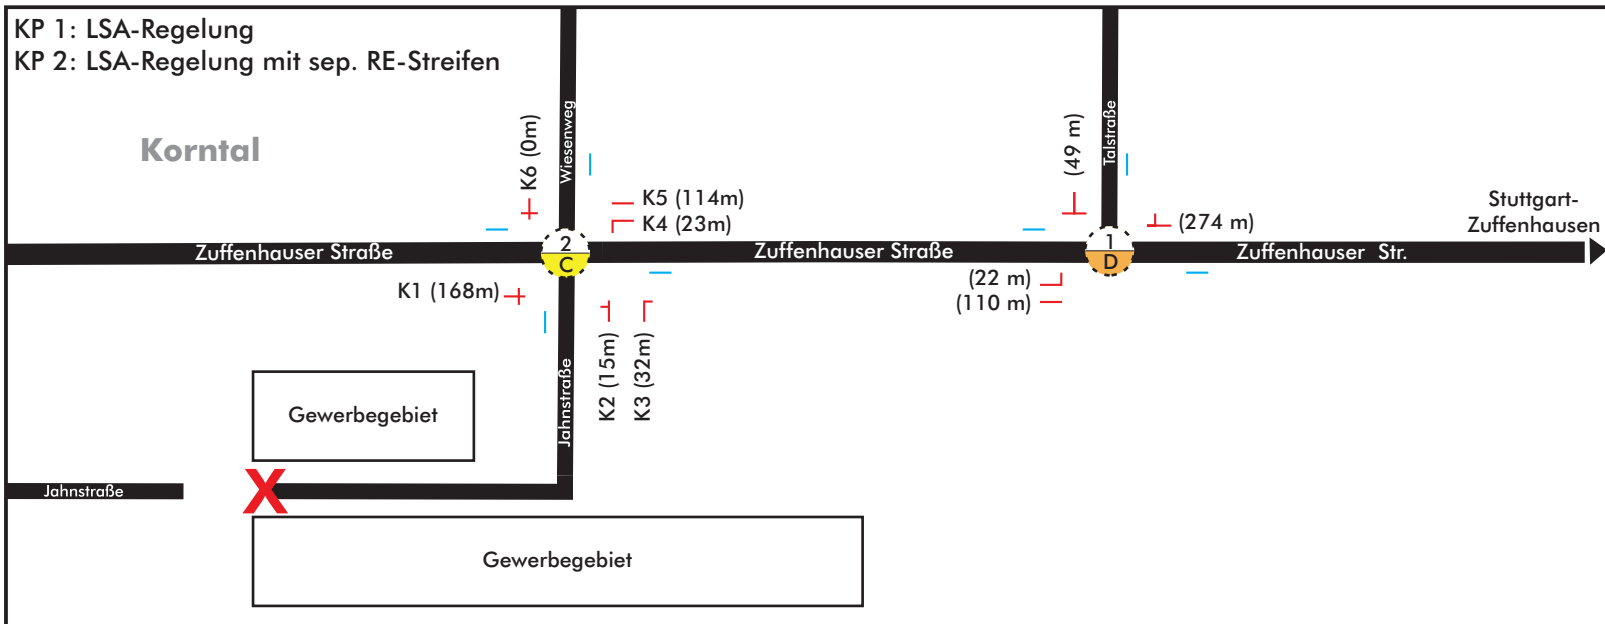 KP 1: LSA-Regelung
KP 2: LSA-Regelung mit sep. RE-Streifen
Korntal
Wiesenweg
K6 (0m)
K5 (114m)
K4 (23m)
Talstraße
(49 m)
(274 m)
Stuttgart-
Zuffenhausen
Zuffenhauser Straße
2
C
Zuffenhauser Straße
1
D
Zuffenhauser Str.
K1 (168m)
(22 m)
(110 m)
K2 (15m)
K3 (32m)
Jahnstraße
Gewerbegebiet
Jahnstraße
X
Gewerbegebiet